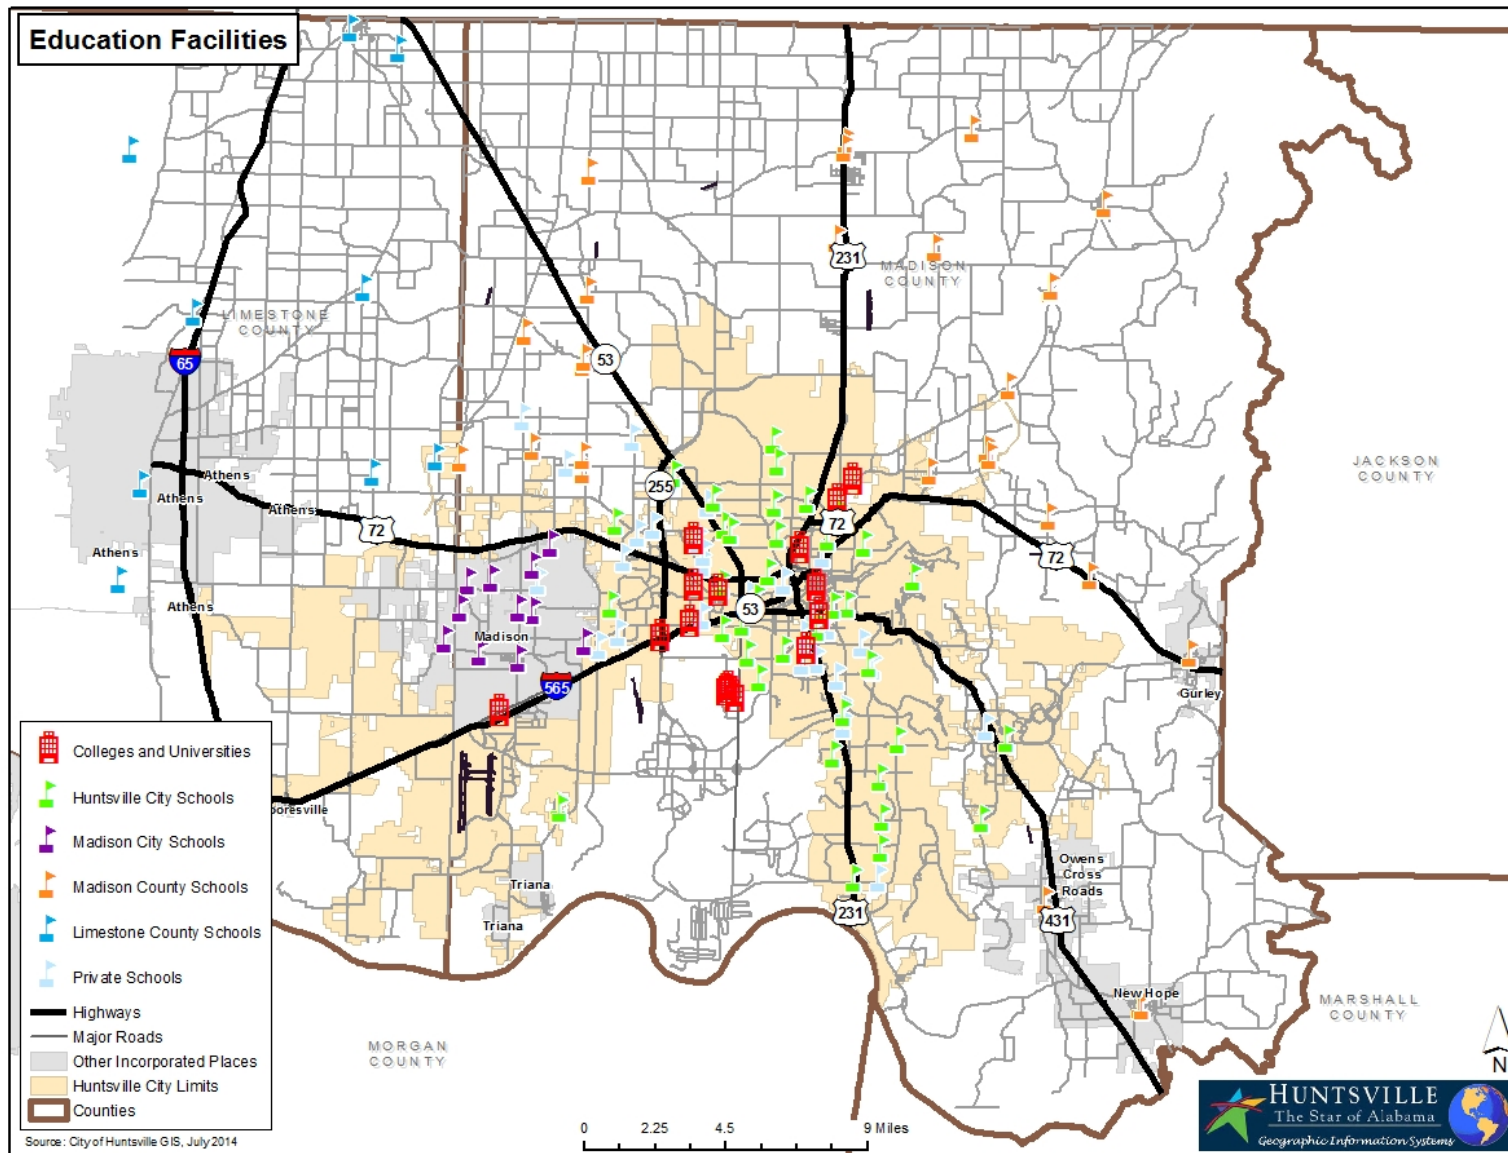 Education Facilities
231
MADISON
COUNTY
LIMESTONE
COUNTY
65
53
JACKSON
COUNTY
Athens
Athens
Athens
255
72
72
Athens
72
Athens
53
Madison
565
Gurley
Colleges and Universities
Huntsville City Schools
Madison City Schools
Madison County Schools
Limestone County Schools
Private Schools
Highways
Major Roads
Other Incorporated Places
Huntsville City Limits
Counties
ooresville
Owens
Cross
Roads
Triana
Triana
231
431
New Hope
MARSHALL
COUNTY
MORGAN
COUNTY
N
Source: City of Huntsville GIS, July 2014
0 2.25 4.5 9 Miles
HUNTSVILLE
The Star of Alabama
Geographic Information Systems